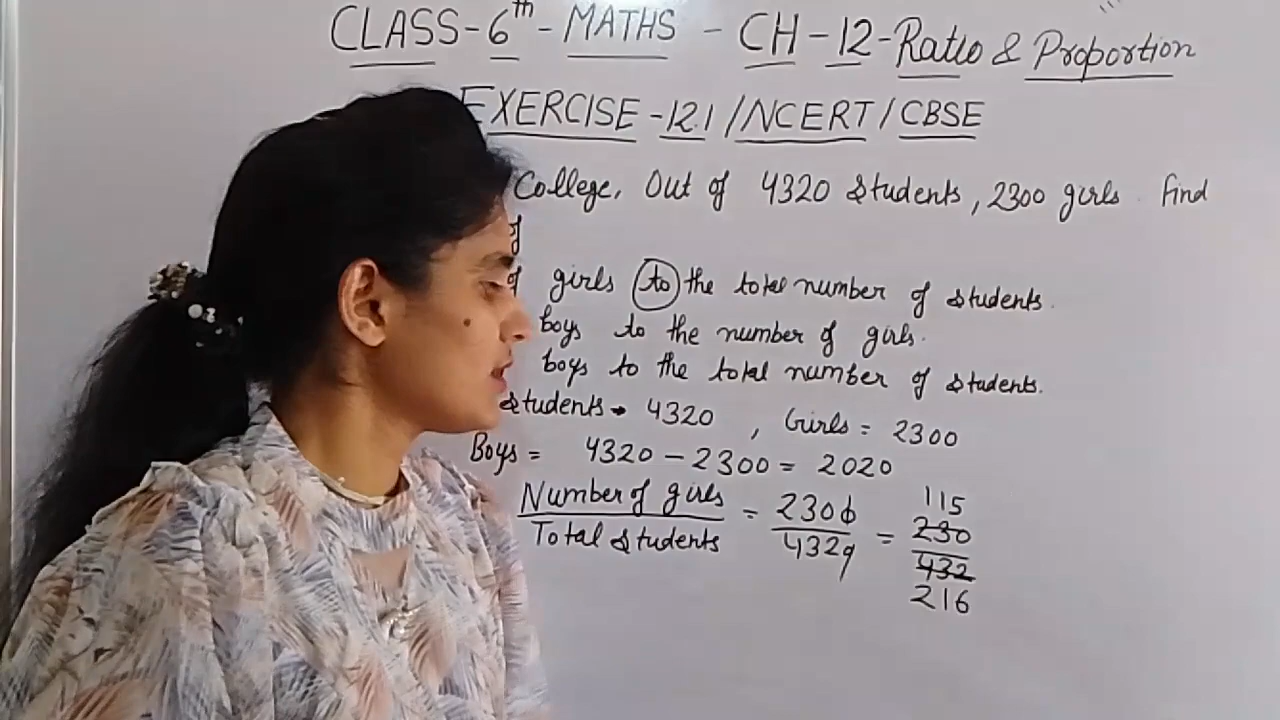 CLASS-6th-MATHS - CH-12-Ratio & Proportion
EXERCISE-12.1/NCERT/CBSE
College, Out of 4320 Students, 2300 girls. Find
of
of girls to the total number of students.
boys to the number of girls.
boys to the total number of students.
students - 4320 , Girls = 2300
Boys = 4320 - 2300 = 2020
Number of girls / Total students = 2300 / 4320 = 230 / 432
115
216